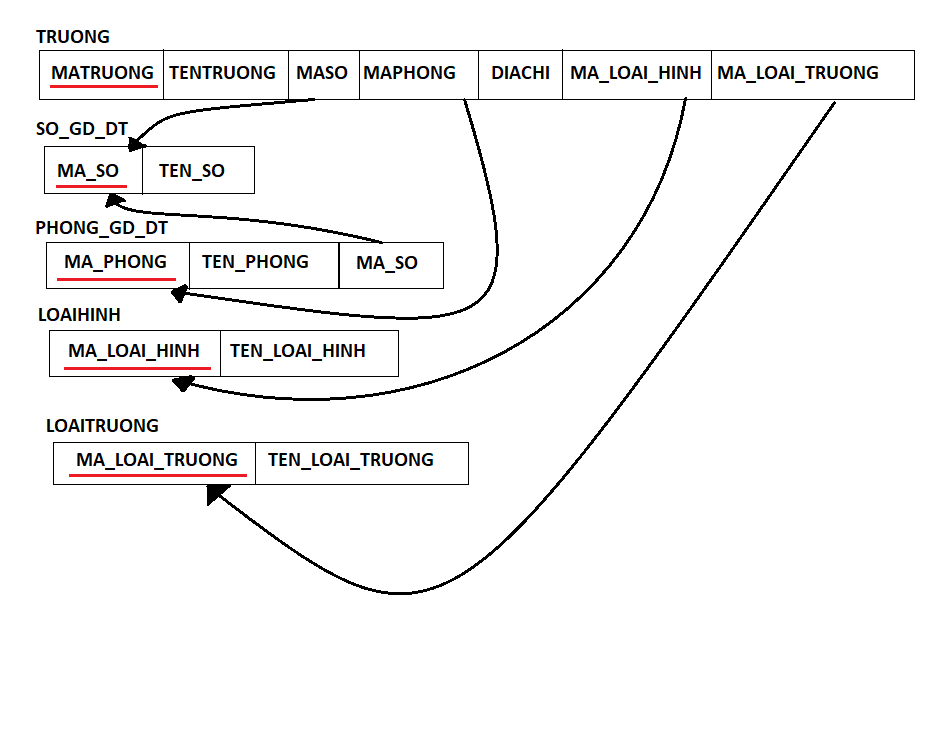 TRUONG
MATRUONG TENTRUONG MASO MAPHONG DIACHI MA_LOAI_HINH MA_LOAI_TRUONG
SO_GD_DT
MA_SO TEN_SO
PHONG_GD_DT
MA_PHONG TEN_PHONG MA_SO
LOAIHINH
MA_LOAI_HINH TEN_LOAI_HINH
LOAITRUONG
MA_LOAI_TRUONG TEN_LOAI_TRUONG